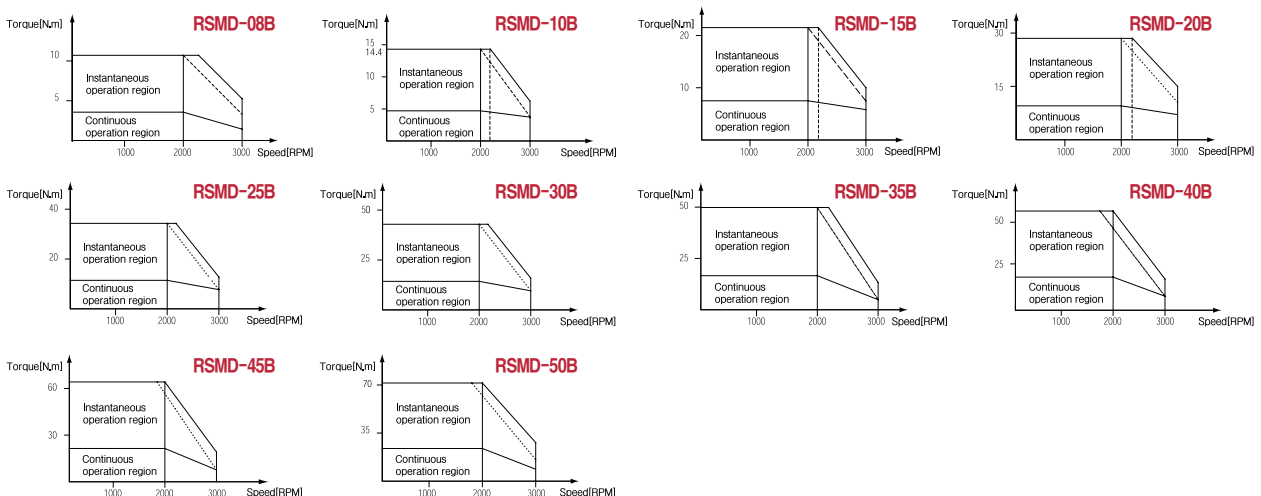 Torque[N.m]
RSMD-08B
10
5
Instantaneous
operation region
Continuous
operation region
1000
2000
3000
Speed[RPM]
Torque[N.m]
RSMD-10B
15
14.4
10
5
Instantaneous
operation region
Continuous
operation region
1000
2000
3000
Speed[RPM]
Torque[N.m]
RSMD-15B
20
10
Instantaneous
operation region
Continuous
operation region
1000
2000
3000
Speed[RPM]
Torque[N.m]
RSMD-20B
30
15
Instantaneous
operation region
Continuous
operation region
1000
2000
3000
Speed[RPM]
Torque[N.m]
RSMD-25B
40
20
Instantaneous
operation region
Continuous
operation region
1000
2000
3000
Speed[RPM]
Torque[N.m]
RSMD-30B
50
25
Instantaneous
operation region
Continuous
operation region
1000
2000
3000
Speed[RPM]
Torque[N.m]
RSMD-35B
50
25
Instantaneous
operation region
Continuous
operation region
1000
2000
3000
Speed[RPM]
Torque[N.m]
RSMD-40B
50
25
Instantaneous
operation region
Continuous
operation region
1000
2000
3000
Speed[RPM]
Torque[N.m]
RSMD-45B
60
30
Instantaneous
operation region
Continuous
operation region
1000
2000
3000
Speed[RPM]
Torque[N.m]
RSMD-50B
70
35
Instantaneous
operation region
Continuous
operation region
1000
2000
3000
Speed[RPM]